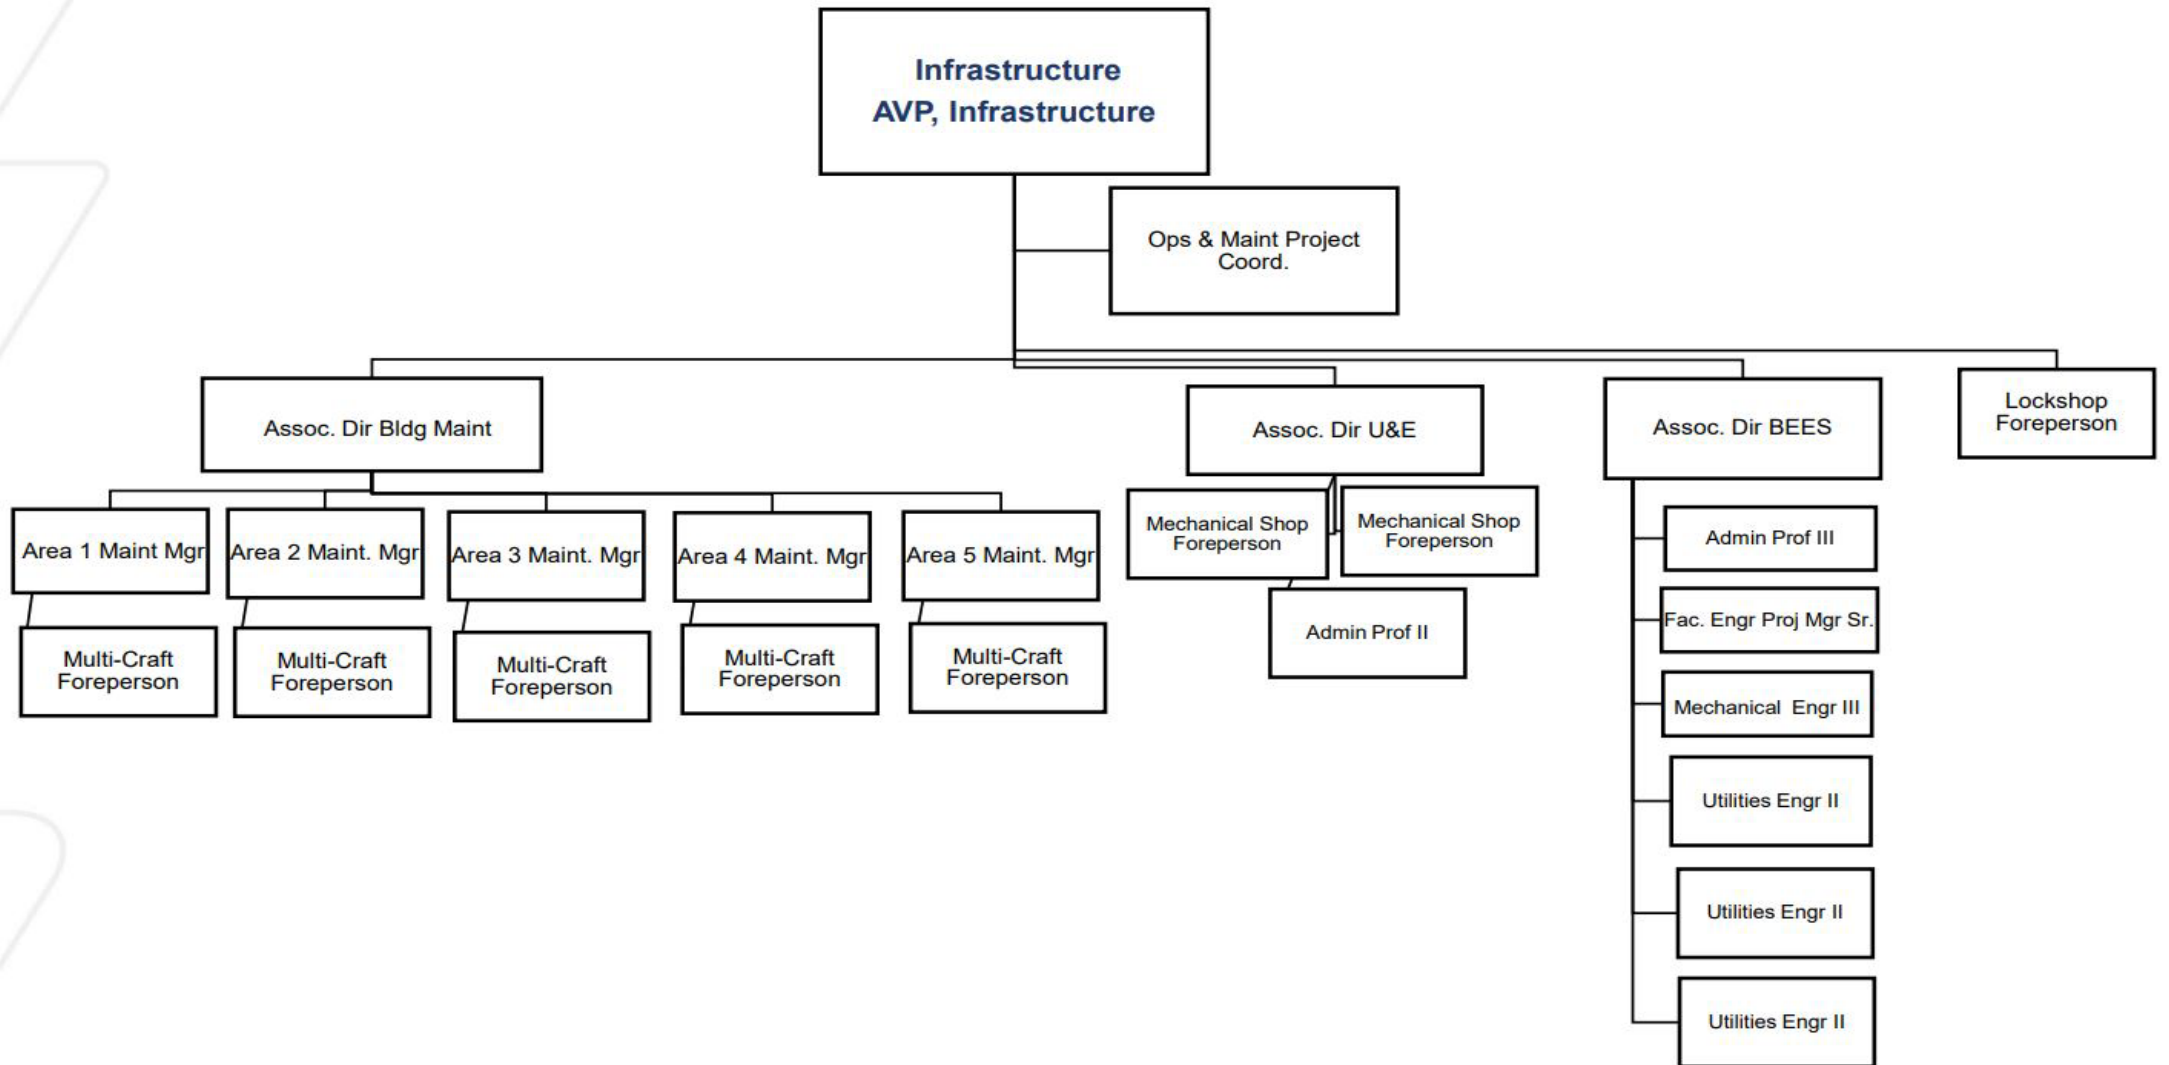 Infrastructure
AVP, Infrastructure
Ops & Maint Project
Coord.
Assoc. Dir Bldg Maint
Assoc. Dir U&E
Assoc. Dir BEES
Lockshop
Foreperson
Area 1 Maint Mgr
Area 2 Maint. Mgr
Area 3 Maint. Mgr
Area 4 Maint. Mgr
Area 5 Maint. Mgr
Multi-Craft
Foreperson
Multi-Craft
Foreperson
Multi-Craft
Foreperson
Multi-Craft
Foreperson
Multi-Craft
Foreperson
Mechanical Shop
Foreperson
Mechanical Shop
Foreperson
Admin Prof II
Admin Prof III
Fac. Engr Proj Mgr Sr.
Mechanical  Engr III
Utilities Engr II
Utilities Engr II
Utilities Engr II